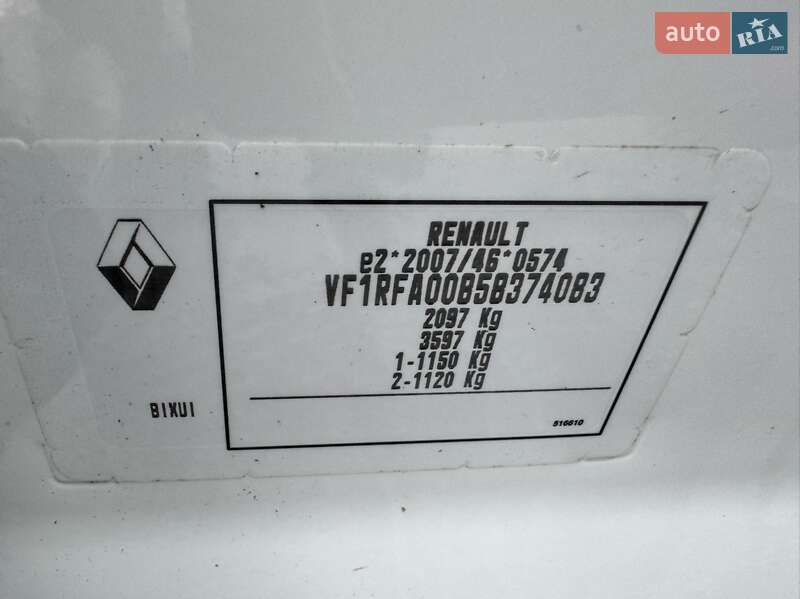 auto RIA.com
RENAULT
e2*2007/46*0574
VF1RFA00858374083
2097 Kg
3597 Kg
1-1150 Kg
2-1120 Kg
BIXUI
516610